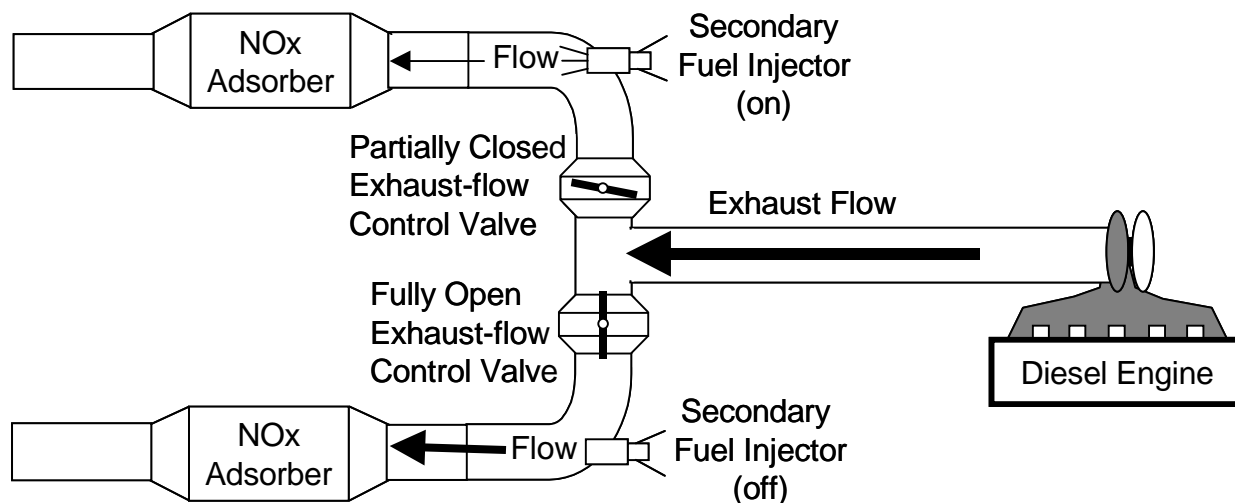 NOx
Adsorber
Flow
Secondary
Fuel Injector
(on)
Partially Closed
Exhaust-flow
Control Valve
Exhaust Flow
Fully Open
Exhaust-flow
Control Valve
Diesel Engine
NOx
Adsorber
Flow
Secondary
Fuel Injector
(off)